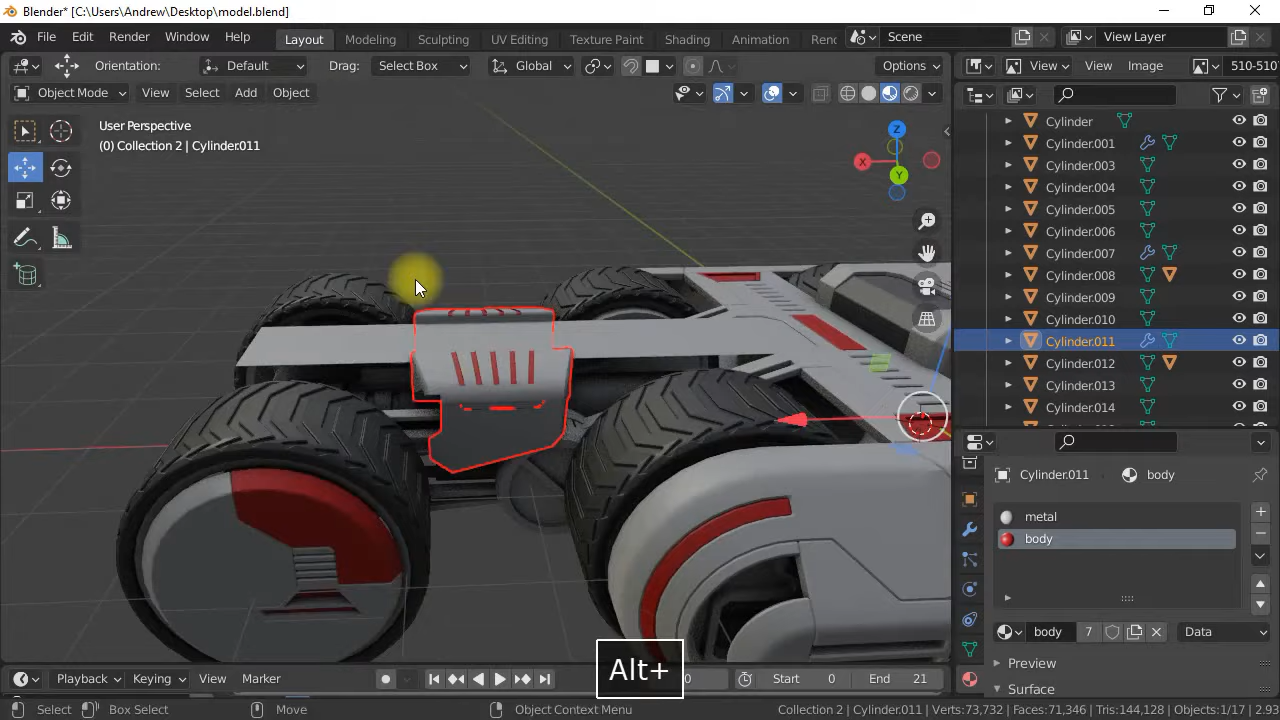 Blender* [C:\Users\Andrew\Desktop\model.blend]
File Edit Render Window Help Layout Modeling Sculpting UV Editing Texture Paint Shading Animation Scene View Layer
Orientation: Default Drag: Select Box Global Options View View Image 510-510
Object Mode View Select Add Object
User Perspective
(0) Collection 2 | Cylinder011
Z
X
Y
Cylinder
Cylinder.001
Cylinder.003
Cylinder.004
Cylinder.005
Cylinder.006
Cylinder.007
Cylinder.008
Cylinder.009
Cylinder.010
Cylinder.011
Cylinder.012
Cylinder.013
Cylinder.014
Cylinder.011 body
metal
body
body 7 Data
Preview
Surface
Alt+
Playback Keying View Marker 0 Start 0 End 21
Select Box Select Move Object Context Menu Collection 2 | Cylinder.011 Verts:73,732 Faces:71,346 Tris:144,128 Objects:1/17 2.93